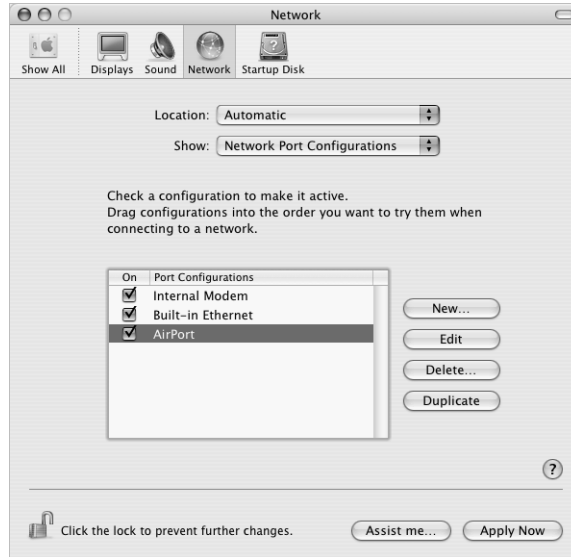 Network
Show All Displays Sound Network Startup Disk
Location: Automatic
Show: Network Port Configurations
Check a configuration to make it active.
Drag configurations into the order you want to try them when
connecting to a network.
On Port Configurations
Internal Modem
Built-in Ethernet
AirPort
New...
Edit
Delete...
Duplicate
?
Click the lock to prevent further changes. Assist me... Apply Now